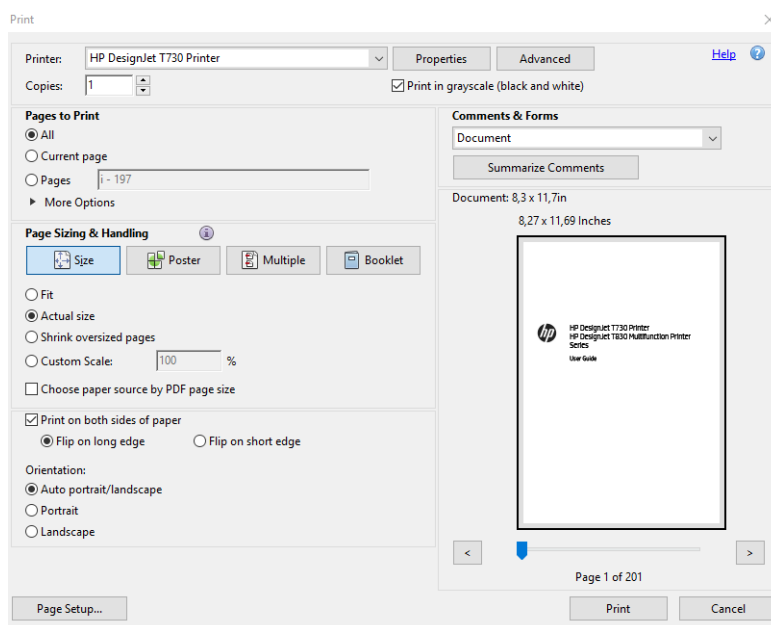 Print
Printer: HP DesignJet T730 Printer Properties Advanced Help ?
Copies: 1 Print in grayscale (black and white)
Pages to Print
All
Current page
Pages i - 197
More Options
Page Sizing & Handling i
Size Poster Multiple Booklet
Fit
Actual size
Shrink oversized pages
Custom Scale: 100 %
Choose paper source by PDF page size
Print on both sides of paper
Flip on long edge Flip on short edge
Orientation:
Auto portrait/landscape
Portrait
Landscape
Comments & Forms
Document
Summarize Comments
Document: 8,3 x 11,7in
8,27 x 11,69 Inches
hp
HP DesignJet T730 Printer
HP DesignJet T830 Multifunction Printer
Series
User Guide
< >
Page 1 of 201
Page Setup... Print Cancel